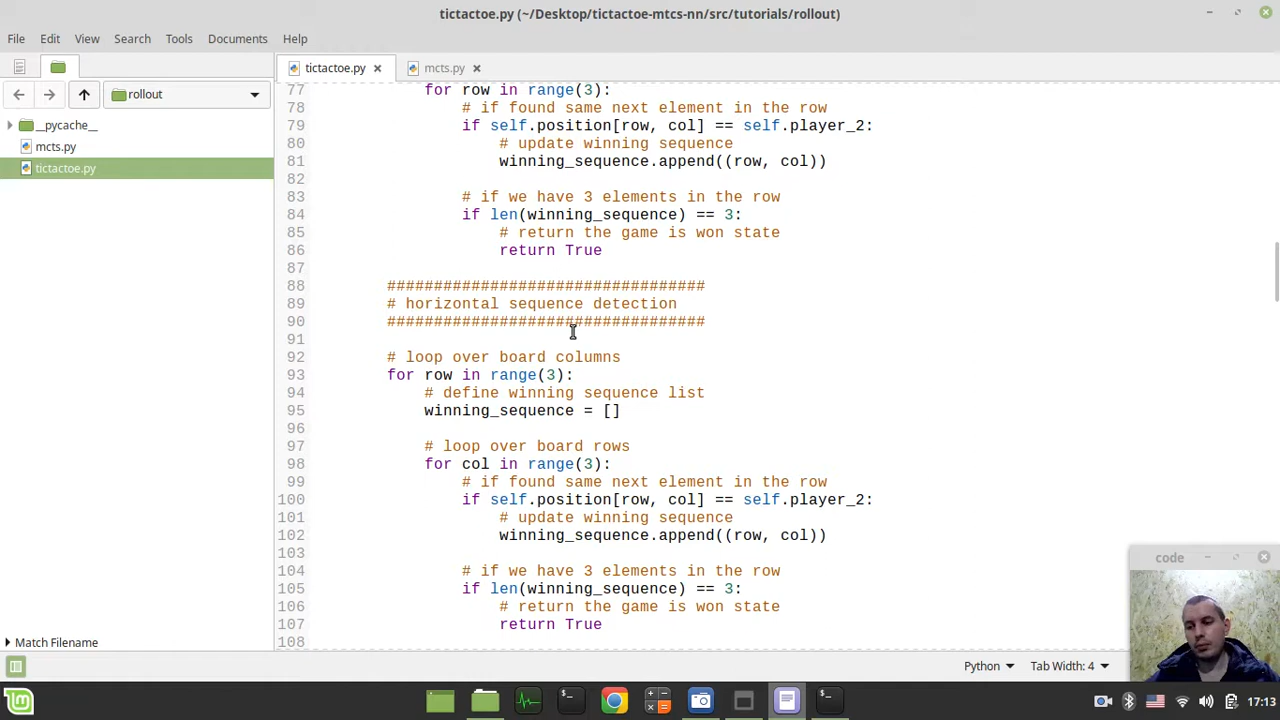 tictactoe.py (~/Desktop/tictactoe-mtcs-nn/src/tutorials/rollout)
File Edit View Search Tools Documents Help
tictactoe.py
mcts.py
rollout
__pycache__
mcts.py
tictactoe.py
77 for row in range(3):
78 # if found same next element in the row
79 if self.position[row, col] == self.player_2:
80 # update winning sequence
81 winning_sequence.append((row, col))
82
83 # if we have 3 elements in the row
84 if len(winning_sequence) == 3:
85 # return the game is won state
86 return True
87
88 ##################################
89 # horizontal sequence detection
90 ##################################
91
92 # loop over board columns
93 for row in range(3):
94 # define winning sequence list
95 winning_sequence = []
96
97 # loop over board rows
98 for col in range(3):
99 # if found same next element in the row
100 if self.position[row, col] == self.player_2:
101 # update winning sequence
102 winning_sequence.append((row, col))
103
104 # if we have 3 elements in the row
105 if len(winning_sequence) == 3:
106 # return the game is won state
107 return True
108
Match Filename
code
Python Tab Width: 4
17:13